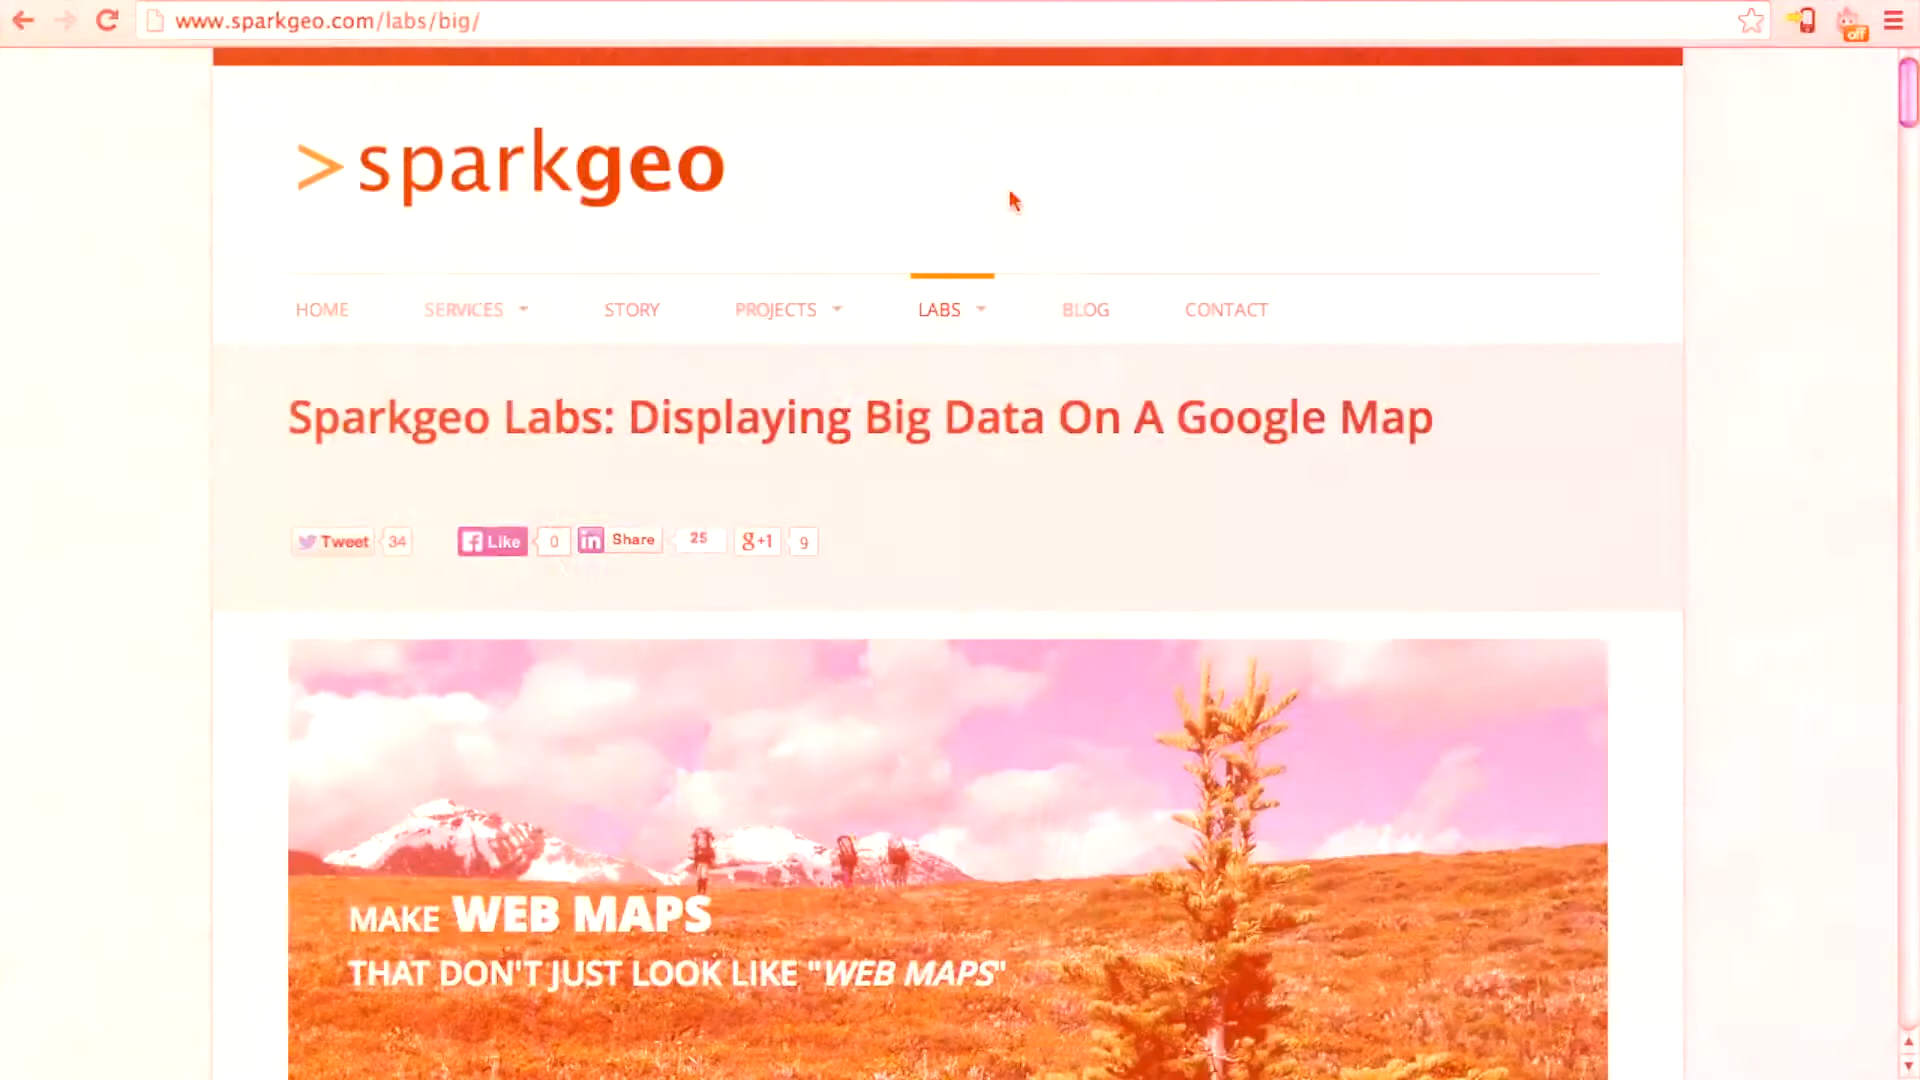 www.sparkgeo.com/labs/big/
off
>sparkgeo
HOME SERVICES STORY PROJECTS LABS BLOG CONTACT
Sparkgeo Labs: Displaying Big Data On A Google Map
Tweet 34 Like 0 in Share 25 g+1 9
MAKE WEB MAPS
THAT DON'T JUST LOOK LIKE "WEB MAPS"